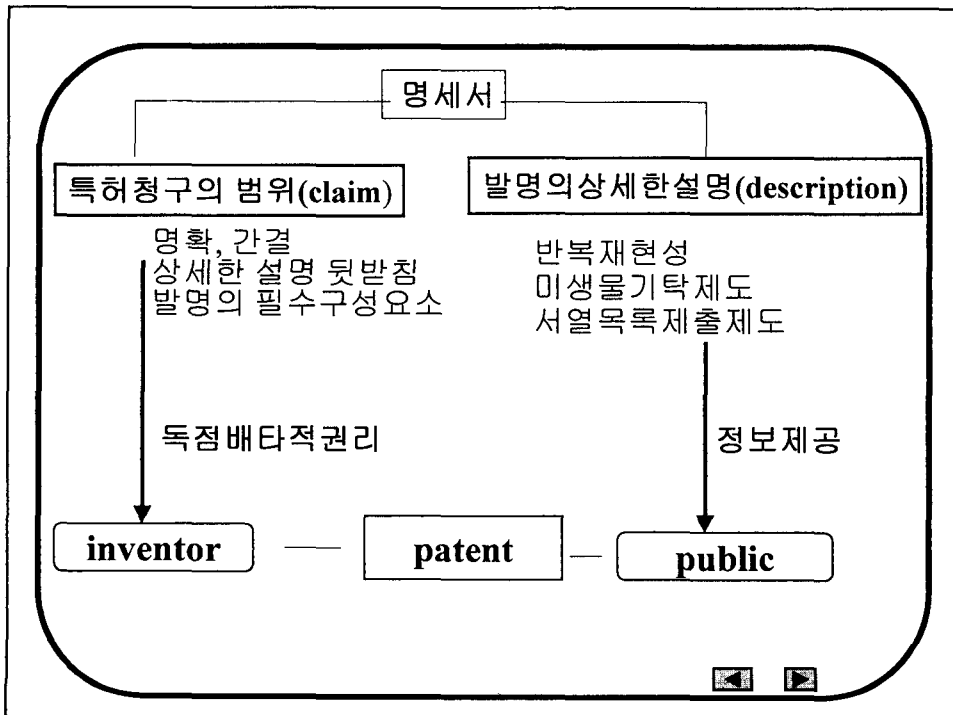 명세서
특허청구의 범위(claim)
명확, 간결
상세한 설명 뒷받침
발명의 필수구성요소
독점배타적권리
inventor
발명의상세한설명(description)
반복재현성
미생물기탁제도
서열목록제출제도
정보제공
patent
public